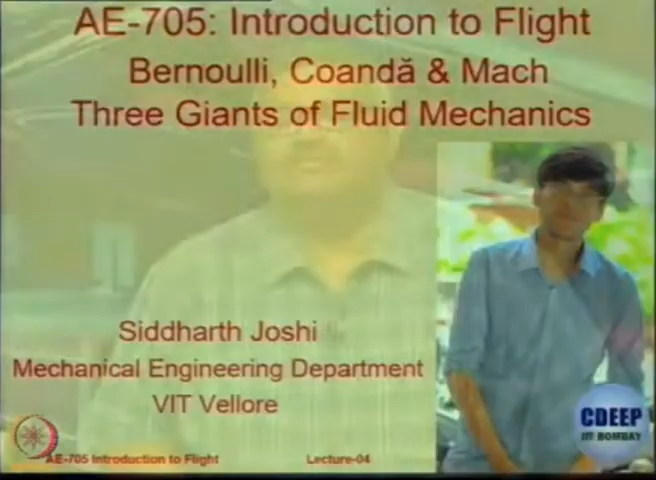 AE-705: Introduction to Flight
Bernoulli, Coandă & Mach
Three Giants of Fluid Mechanics
Siddharth Joshi
Mechanical Engineering Department
VIT Vellore
CDEEP
IIT BOMBAY
AE-705 Introduction to Flight Lecture-04